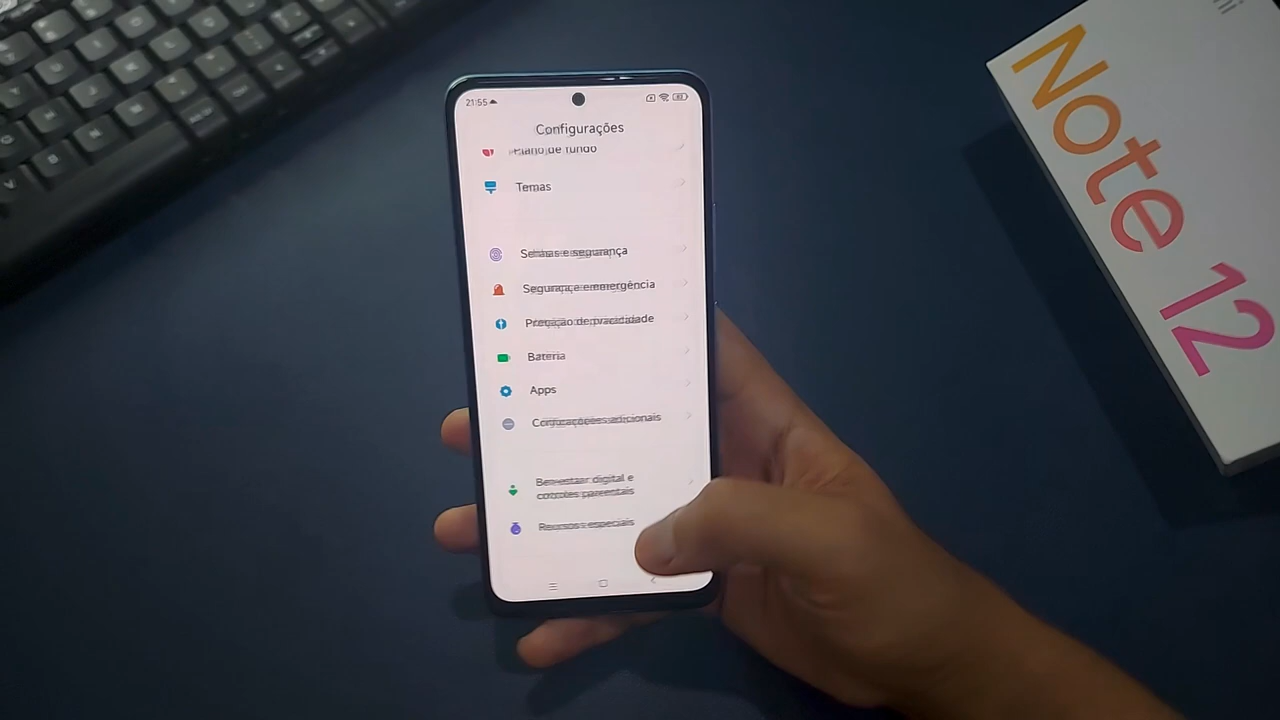 21:55
Configurações
Plano de fundo
Temas
Senhas e segurança
Segurança e emergência
Proteção de privacidade
Bateria
Apps
Configurações adicionais
Bem-estar digital e
controles parentais
Recursos especiais
Note 12